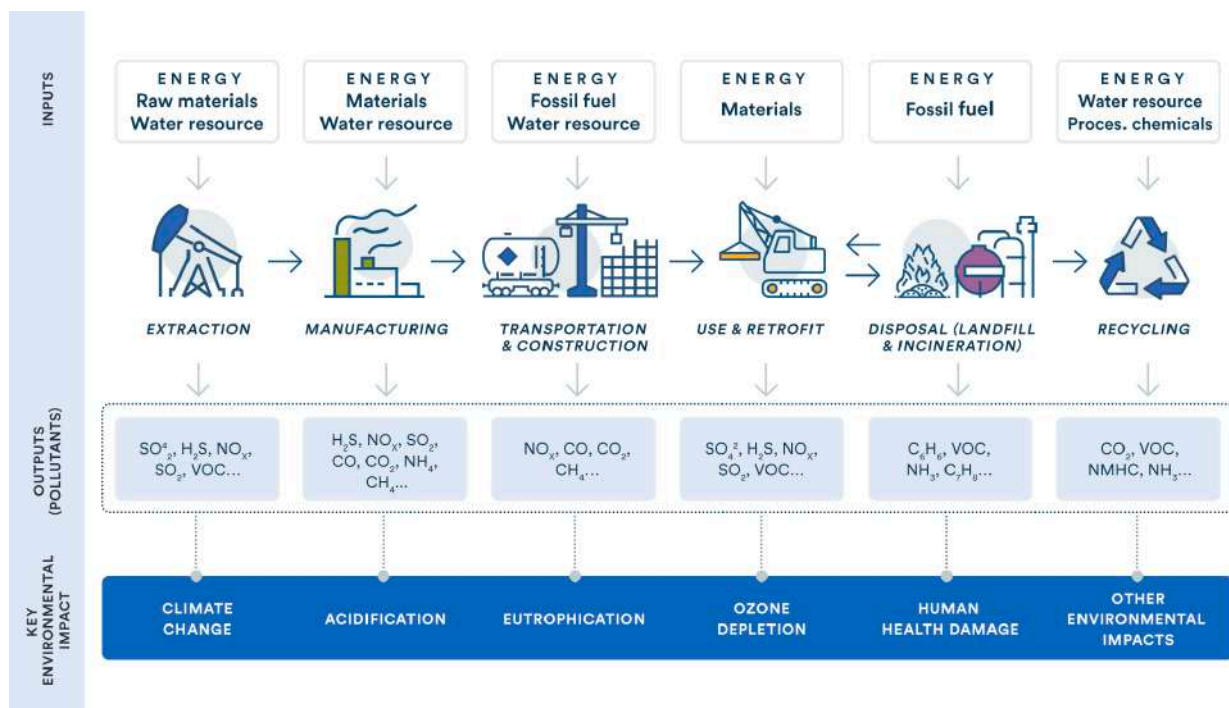 INPUTS
ENERGY
Raw materials
Water resource
ENERGY
Materials
Water resource
ENERGY
Fossil fuel
Water resource
ENERGY
Materials
ENERGY
Fossil fuel
ENERGY
Water resource
Proces. chemicals
EXTRACTION
MANUFACTURING
TRANSPORTATION
& CONSTRUCTION
USE & RETROFIT
DISPOSAL (LANDFILL
& INCINERATION)
RECYCLING
OUTPUTS
(POLLUTANTS)
SO⁴₂, H₂S, NOₓ,
SO₂, VOC...
H₂S, NOₓ, SO₂,
CO, CO₂, NH₄,
CH₄...
NOₓ, CO, CO₂,
CH₄...
SO₄², H₂S, NOₓ,
SO₂, VOC...
C₆H₆, VOC,
NH₃, C₇H₈...
CO₂, VOC,
NMHC, NH₃...
KEY
ENVIRONMENTAL
IMPACT
CLIMATE
CHANGE
ACIDIFICATION
EUTROPHICATION
OZONE
DEPLETION
HUMAN
HEALTH DAMAGE
OTHER
ENVIRONMENTAL
IMPACTS